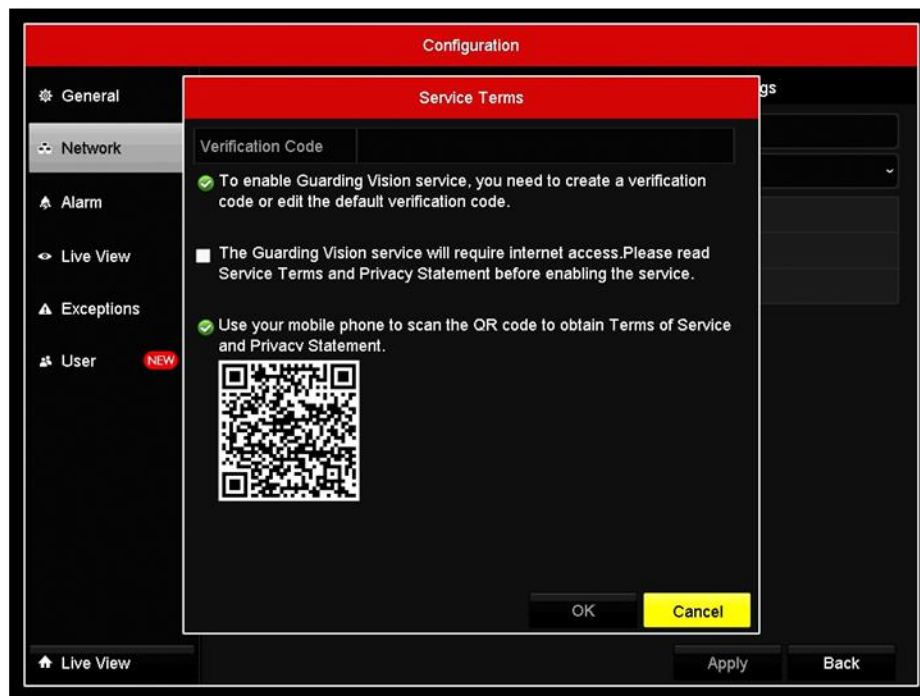 Configuration
General
Network
Alarm
Live View
Exceptions
User NEW
Live View
gs
Service Terms
Verification Code
To enable Guarding Vision service, you need to create a verification
code or edit the default verification code.
The Guarding Vision service will require internet access.Please read
Service Terms and Privacy Statement before enabling the service.
Use your mobile phone to scan the QR code to obtain Terms of Service
and Privacy Statement.
OK
Cancel
Apply
Back